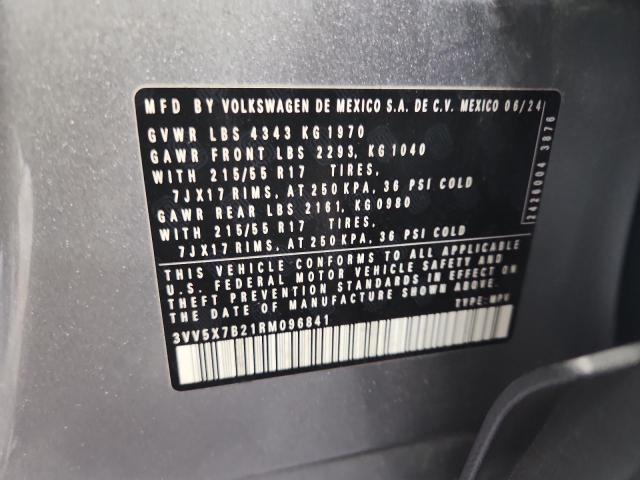 MFD BY VOLKSWAGEN DE MEXICO S.A. DE C.V. MEXICO 06/24
GVWR LBS 4343 KG 1970
GAWR FRONT LBS 2293, KG 1040
WITH 215/55 R17 TIRES,
7JX17 RIMS, AT 250 KPA, 36 PSI COLD
GAWR REAR LBS 2161, KG 0980
WITH 215/55 R17 TIRES,
7JX17 RIMS, AT 250 KPA, 36 PSI COLD
THIS VEHICLE CONFORMS TO ALL APPLICABLE
U.S. FEDERAL MOTOR VEHICLE SAFETY AND
THEFT PREVENTION STANDARDS IN EFFECT ON
THE DATE OF MANUFACTURE SHOWN ABOVE.
3VV5X7B21RM096841 TYPE: MPV
2426004 3876